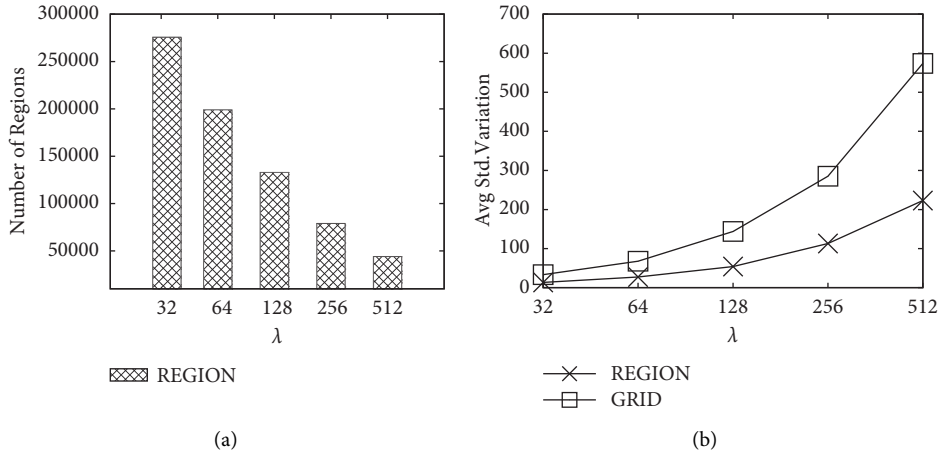 300000
250000
200000
150000
100000
50000
Number of Regions
32 64 128 256 512
λ
REGION
(a)
700
600
500
400
300
200
100
0
Avg Std.Variation
32 64 128 256 512
λ
REGION
GRID
(b)